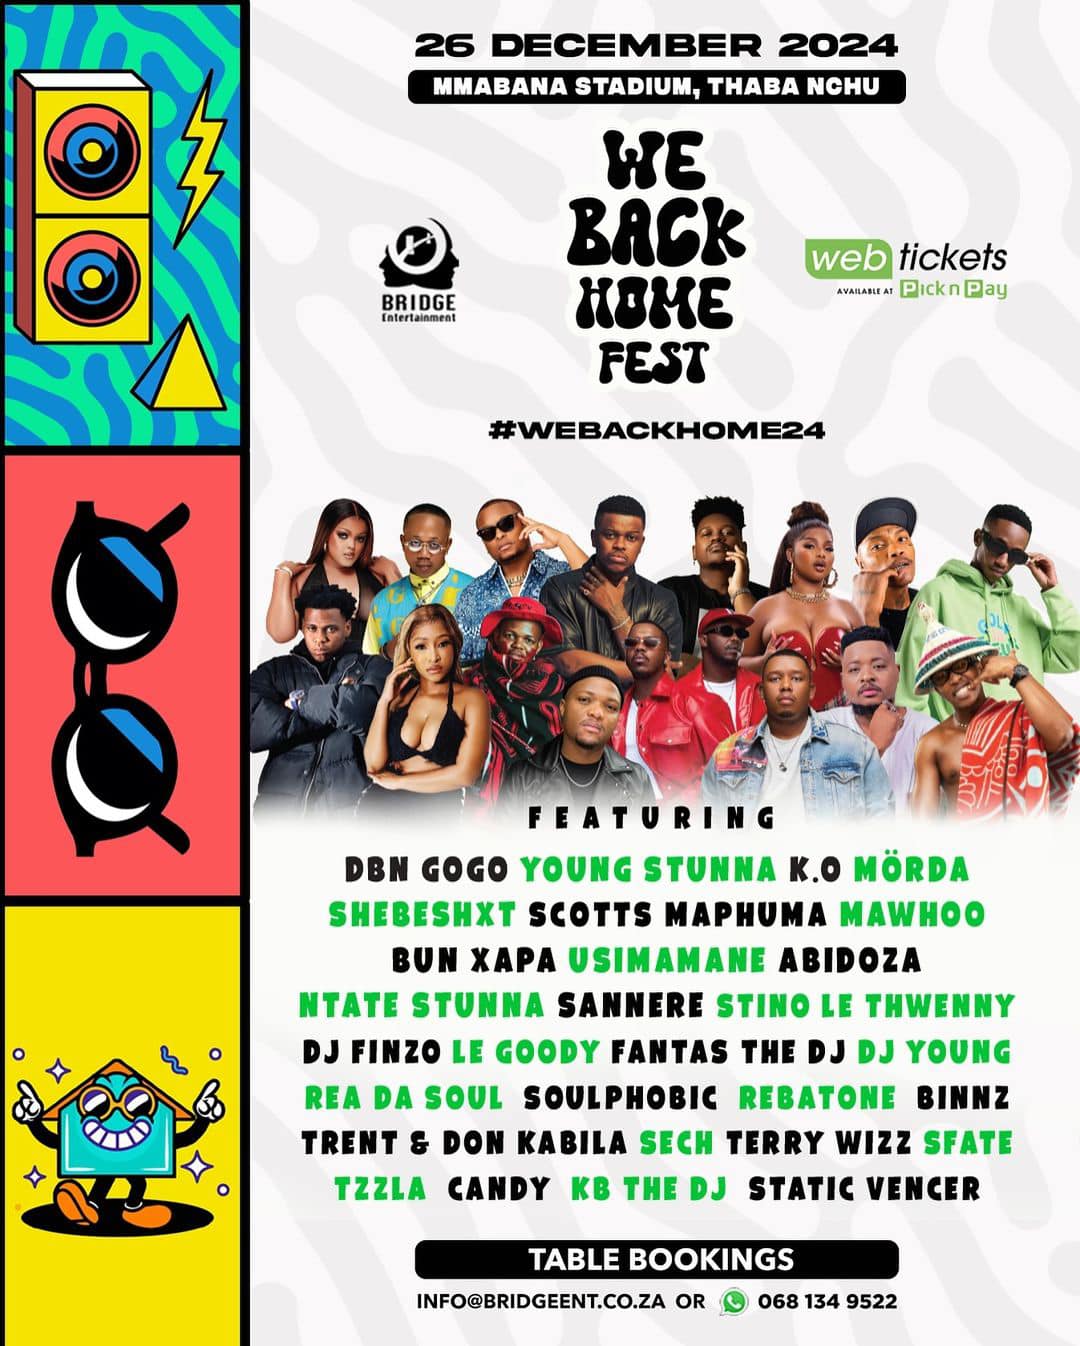 26 DECEMBER 2024
MMABANA STADIUM, THABA NCHU
WE
BACK
HOME
FEST
BRIDGE
Entertainment
web tickets
AVAILABLE AT Pick n Pay
#WEBACKHOME24
FEATURING
DBN GOGO YOUNG STUNNA K.O MÖRDA
SHEBESHXT SCOTTS MAPHUMA MAWHOO
BUN XAPA USIMAMANE ABIDOZA
NTATE STUNNA SANNERE STINO LE THWENNY
DJ FINZO LE GOODY FANTAS THE DJ DJ YOUNG
REA DA SOUL SOULPHOBIC REBATONE BINNZ
TRENT & DON KABILA SECH TERRY WIZZ SFATE
TZZLA CANDY KB THE DJ STATIC VENCER
TABLE BOOKINGS
INFO@BRIDGEENT.CO.ZA OR 068 134 9522